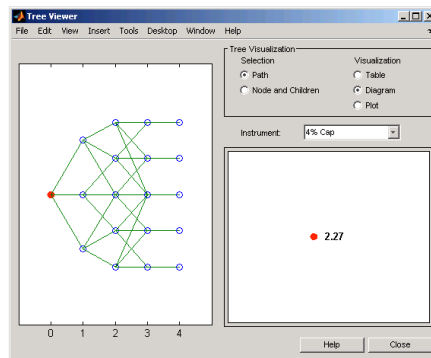 Tree Viewer
File Edit View Insert Tools Desktop Window Help
Tree Visualization
Selection
Path
Node and Children
Visualization
Table
Diagram
Plot
Instrument: 4% Cap
2.27
0 1 2 3 4
Help Close